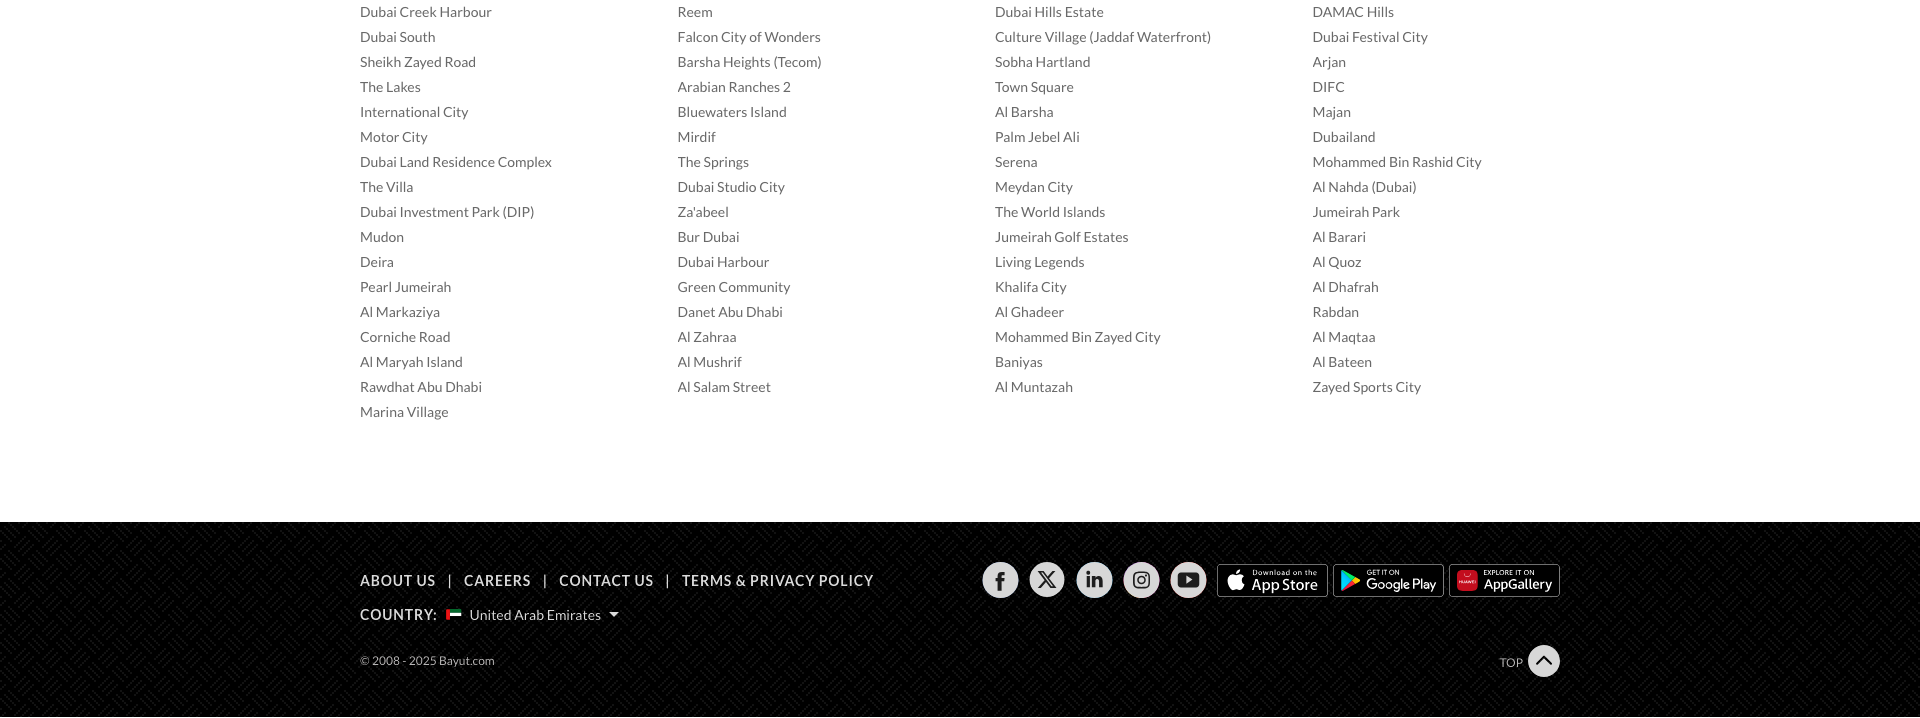 Dubai Creek Harbour Reem Dubai Hills Estate DAMAC Hills
Dubai South Falcon City of Wonders Culture Village (Jaddaf Waterfront) Dubai Festival City
Sheikh Zayed Road Barsha Heights (Tecom) Sobha Hartland Arjan
The Lakes Arabian Ranches 2 Town Square DIFC
International City Bluewaters Island Al Barsha Majan
Motor City Mirdif Palm Jebel Ali Dubailand
Dubai Land Residence Complex The Springs Serena Mohammed Bin Rashid City
The Villa Dubai Studio City Meydan City Al Nahda (Dubai)
Dubai Investment Park (DIP) Za'abeel The World Islands Jumeirah Park
Mudon Bur Dubai Jumeirah Golf Estates Al Barari
Deira Dubai Harbour Living Legends Al Quoz
Pearl Jumeirah Green Community Khalifa City Al Dhafrah
Al Markaziya Danet Abu Dhabi Al Ghadeer Rabdan
Corniche Road Al Zahraa Mohammed Bin Zayed City Al Maqtaa
Al Maryah Island Al Mushrif Baniyas Al Bateen
Rawdhat Abu Dhabi Al Salam Street Al Muntazah Zayed Sports City
Marina Village
ABOUT US | CAREERS | CONTACT US | TERMS & PRIVACY POLICY
Download on the App Store
GET IT ON Google Play
HUAWEI EXPLORE IT ON AppGallery
COUNTRY: United Arab Emirates
© 2008 - 2025 Bayut.com
TOP